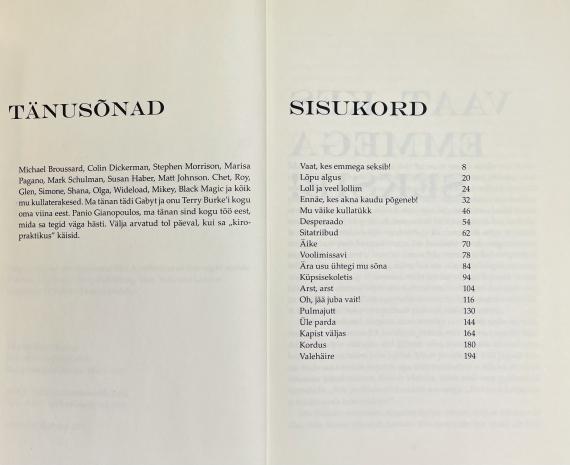 TÄNUSÕNAD
Michael Broussard, Colin Dickerman, Stephen Morrison, Marisa
Pagano, Mark Schulman, Susan Haber, Matt Johnson. Chet, Roy,
Glen, Simone, Shana, Olga, Wideload, Mikey, Black Magic ja kõik
mu kullaterakesed. Ma tänan tädi Gabyt ja onu Terry Burke'i kogu
oma viina eest. Panio Gianopoulos, ma tänan sind kogu töö eest,
mida sa tegid väga hästi. Välja arvatud tol päeval, kui sa „kiro-
praktikus” käisid.
SISUKORD
Vaat, kes emmega seksib! 8
Lõpu algus 20
Loll ja veel lollim 24
Ennäe, kes akna kaudu põgeneb! 32
Mu väike kullatükk 46
Desperaado 54
Sitatriibud 62
Äike 70
Voolimissavi 78
Ära usu ühtegi mu sõna 84
Küpsisekoletis 94
Arst, arst 104
Oh, jää juba vait! 116
Pulmajutt 130
Üle parda 144
Kapist väljas 164
Kordus 180
Valehäire 194